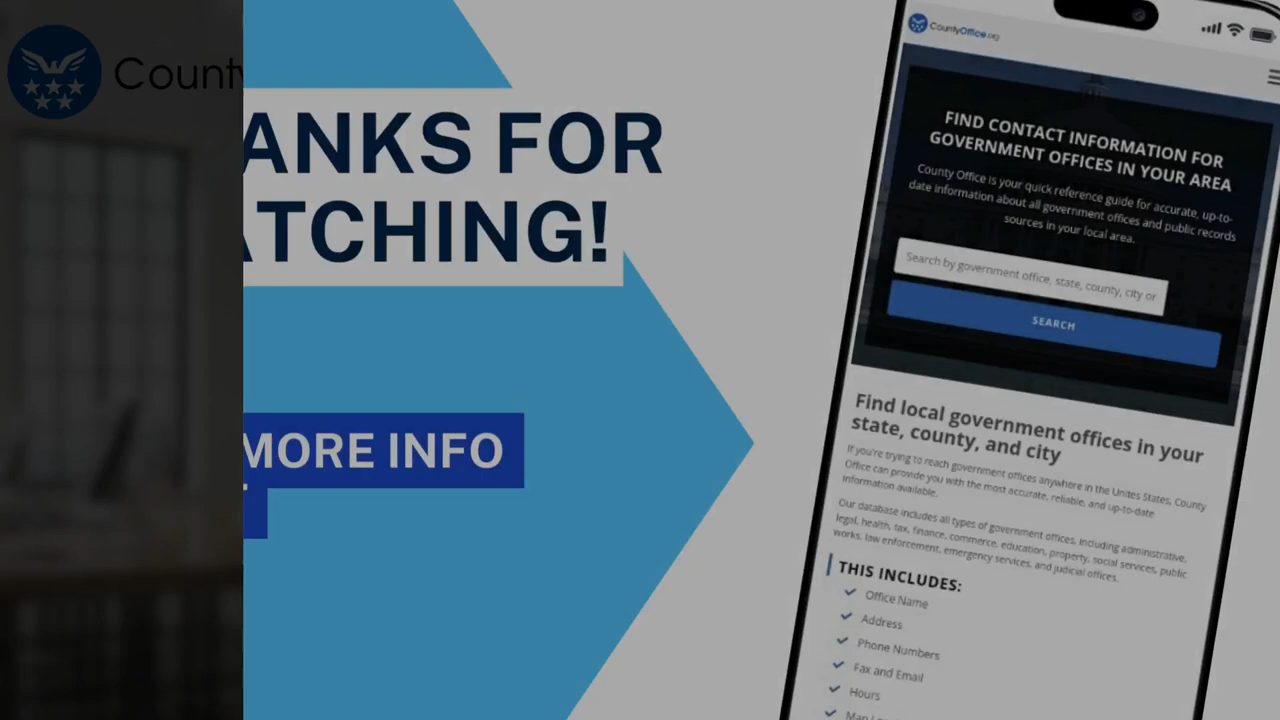 County
ANKS FOR
ATCHING!
MORE INFO
CountyOffice.org
FIND CONTACT INFORMATION FOR
GOVERNMENT OFFICES IN YOUR AREA
County Office is your quick reference guide for accurate, up-to-
date information about all government offices and public records
sources in your local area.
Search by government office, state, county, city or
SEARCH
Find local government offices in your
state, county, and city
If you're trying to reach government offices anywhere in the Unites States, County
Office can provide you with the most accurate, reliable, and up-to-date
information available.
Our database includes all types of government offices, including administrative,
legal, health, tax, finance, commerce, education, property, social services, public
works, law enforcement, emergency services, and judicial offices.
THIS INCLUDES:
Office Name
Address
Phone Numbers
Fax and Email
Hours